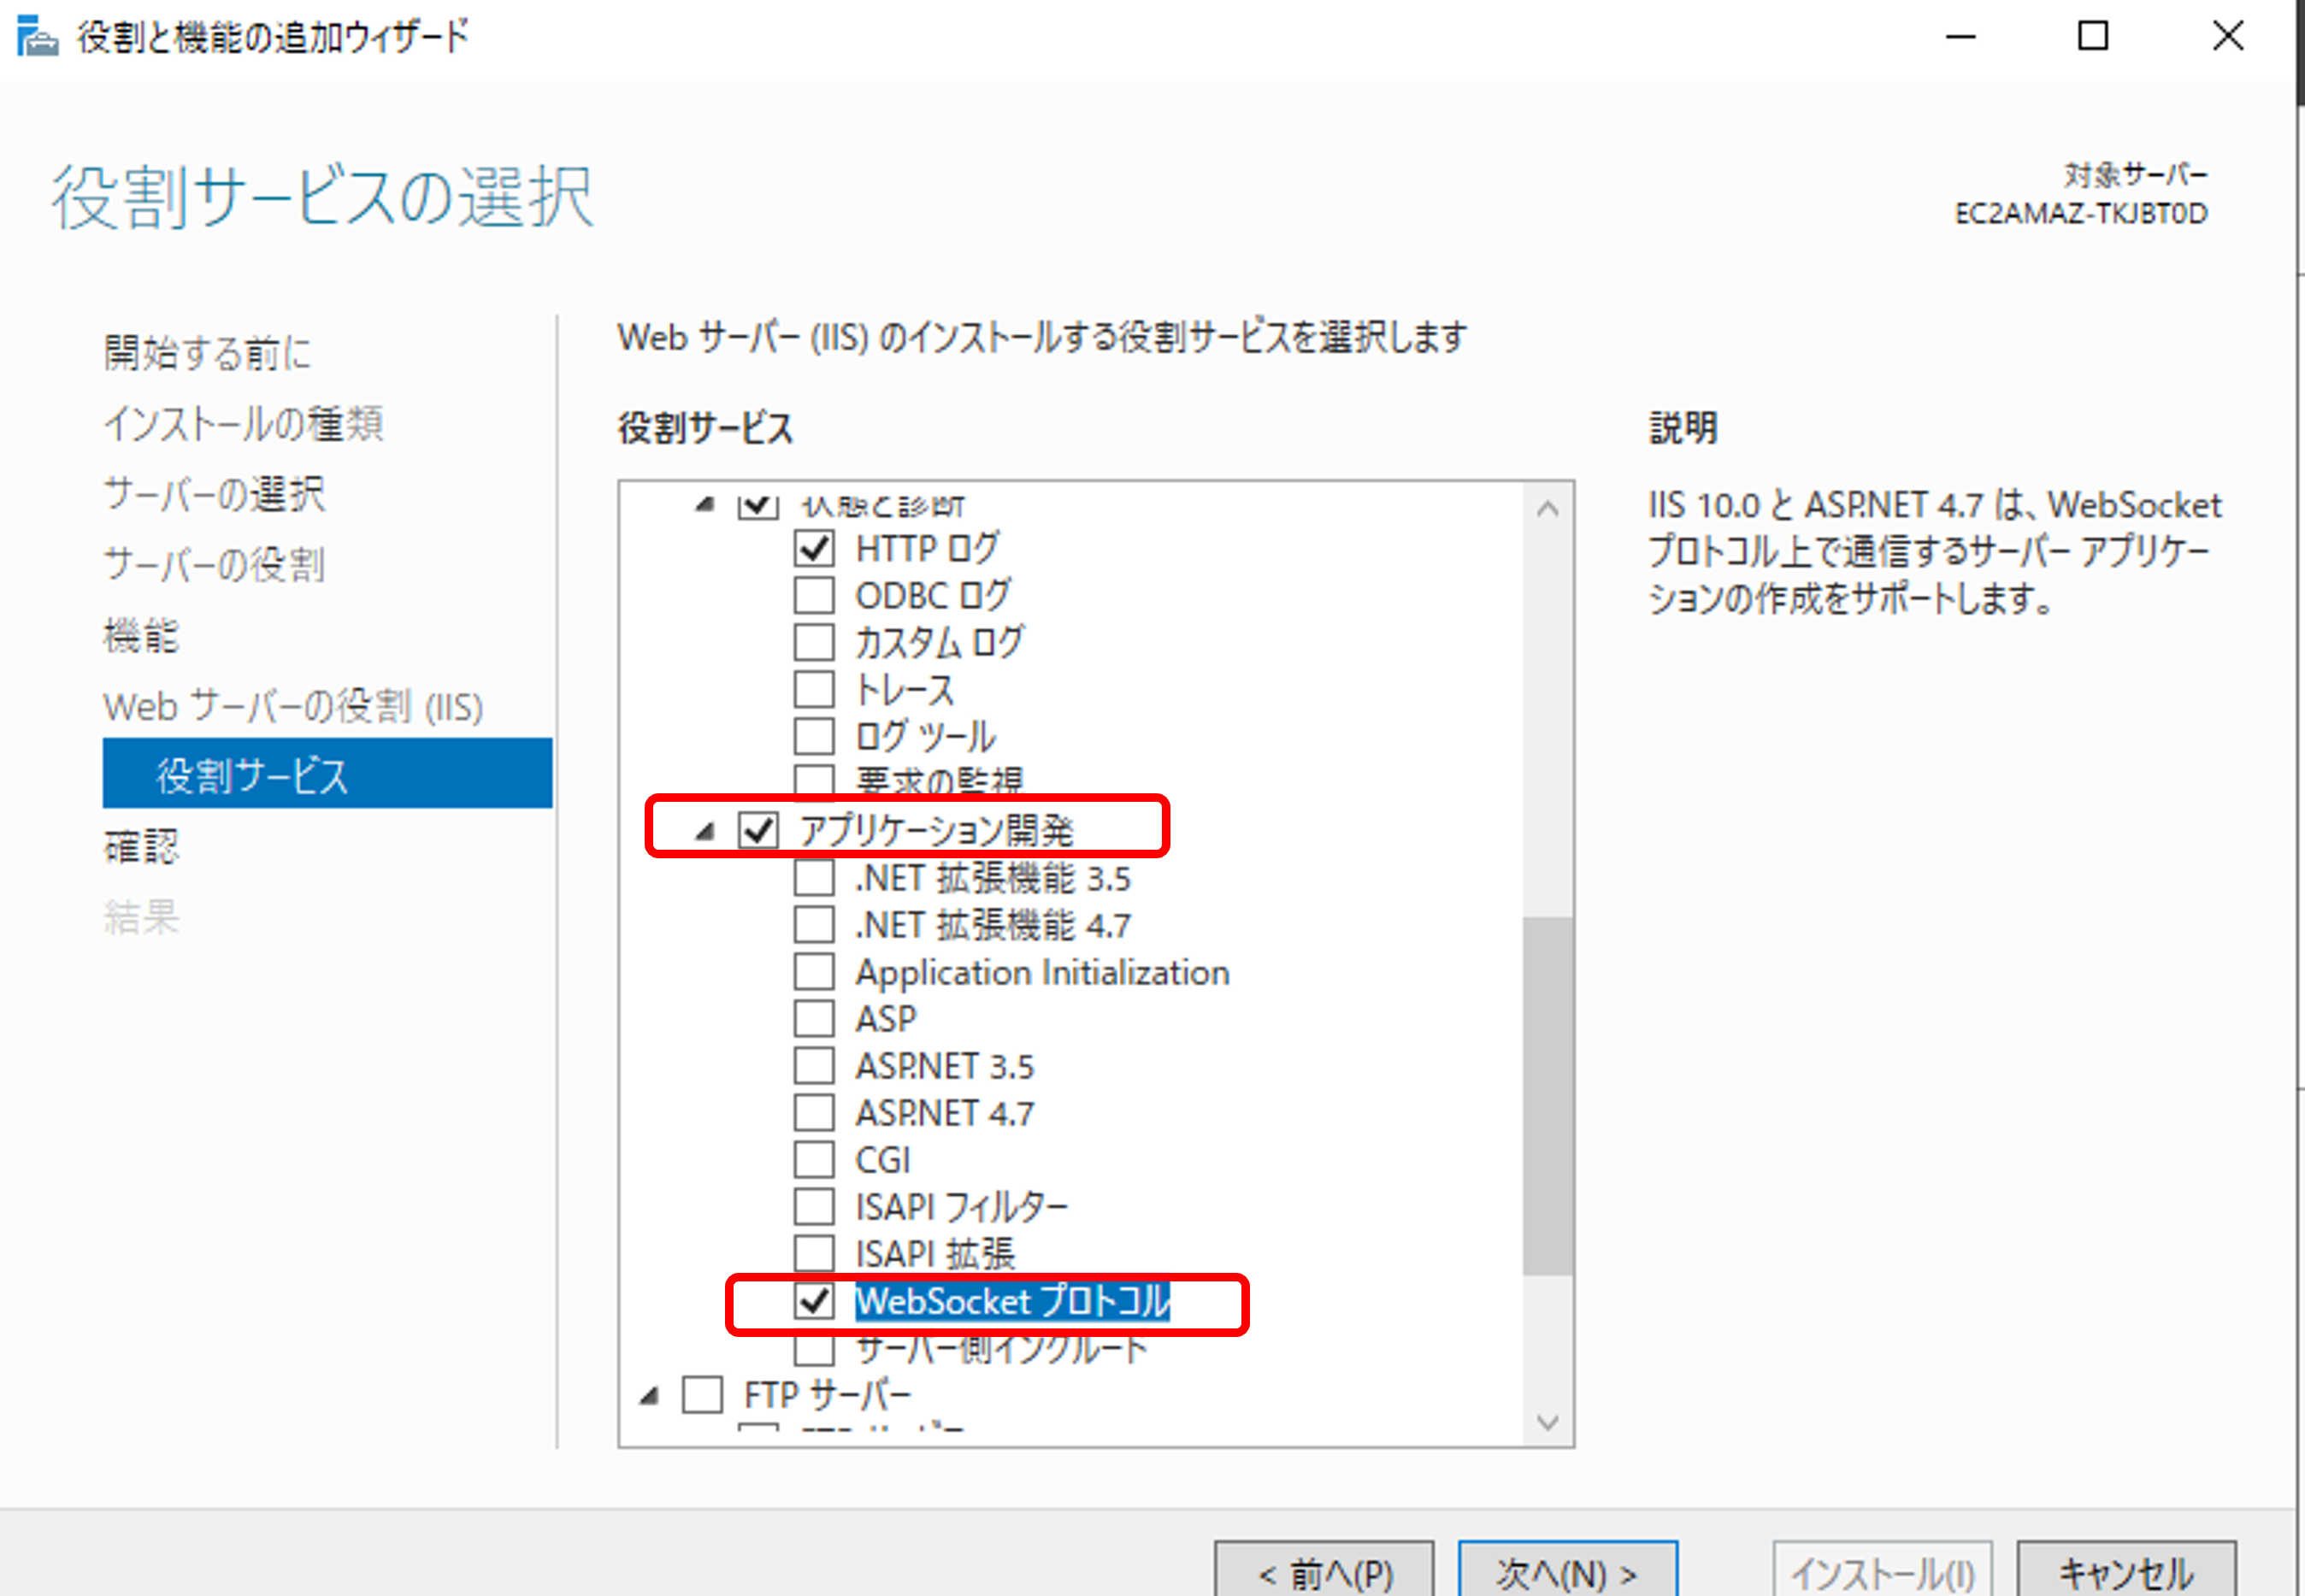 役割と機能の追加ウィザード
役割サービスの選択
対象サーバー
EC2AMAZ-TKJBT0D
開始する前に
インストールの種類
サーバーの選択
サーバーの役割
機能
Web サーバーの役割 (IIS)
役割サービス
確認
結果
Web サーバー (IIS) のインストールする役割サービスを選択します
役割サービス
状態と診断
HTTP ログ
ODBC ログ
カスタム ログ
トレース
ログ ツール
要求の監視
アプリケーション開発
.NET 拡張機能 3.5
.NET 拡張機能 4.7
Application Initialization
ASP
ASP.NET 3.5
ASP.NET 4.7
CGI
ISAPI フィルター
ISAPI 拡張
WebSocket プロトコル
サーバー側インクルード
FTP サーバー
説明
IIS 10.0 と ASP.NET 4.7 は、WebSocket
プロトコル上で通信するサーバー アプリケー
ションの作成をサポートします。
< 前へ(P)
次へ(N) >
インストール(I)
キャンセル